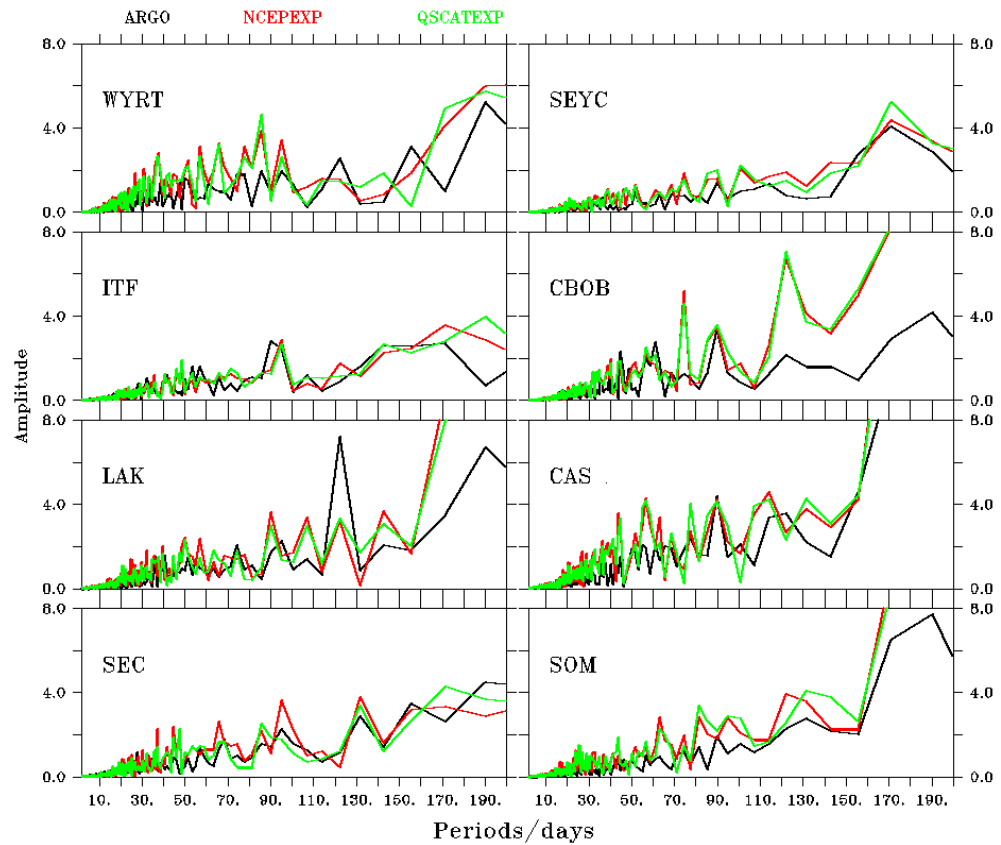 ARGO NCEPEXP QSCATEXP
8.0 8.0
WYRT SEYC
4.0 4.0
0.0 0.0
8.0 8.0
ITF CBOB
4.0 4.0
0.0 0.0
Amplitude
8.0 8.0
LAK CAS
4.0 4.0
0.0 0.0
8.0 8.0
SEC SOM
4.0 4.0
0.0 0.0
10. 30. 50. 70. 90. 110. 130. 150. 170. 190. 10. 30. 50. 70. 90. 110. 130. 150. 170. 190.
Periods/days